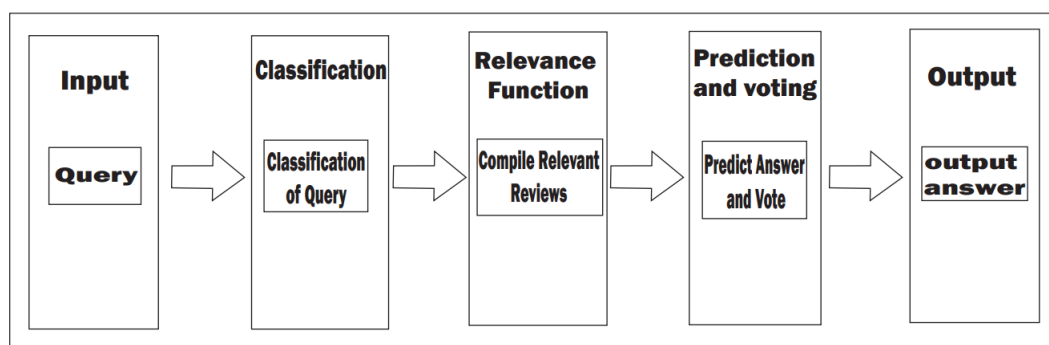 Input
Query
Classification
Classification
of Query
Relevance
Function
Compile Relevant
Reviews
Prediction
and voting
Predict Answer
and Vote
Output
output
answer